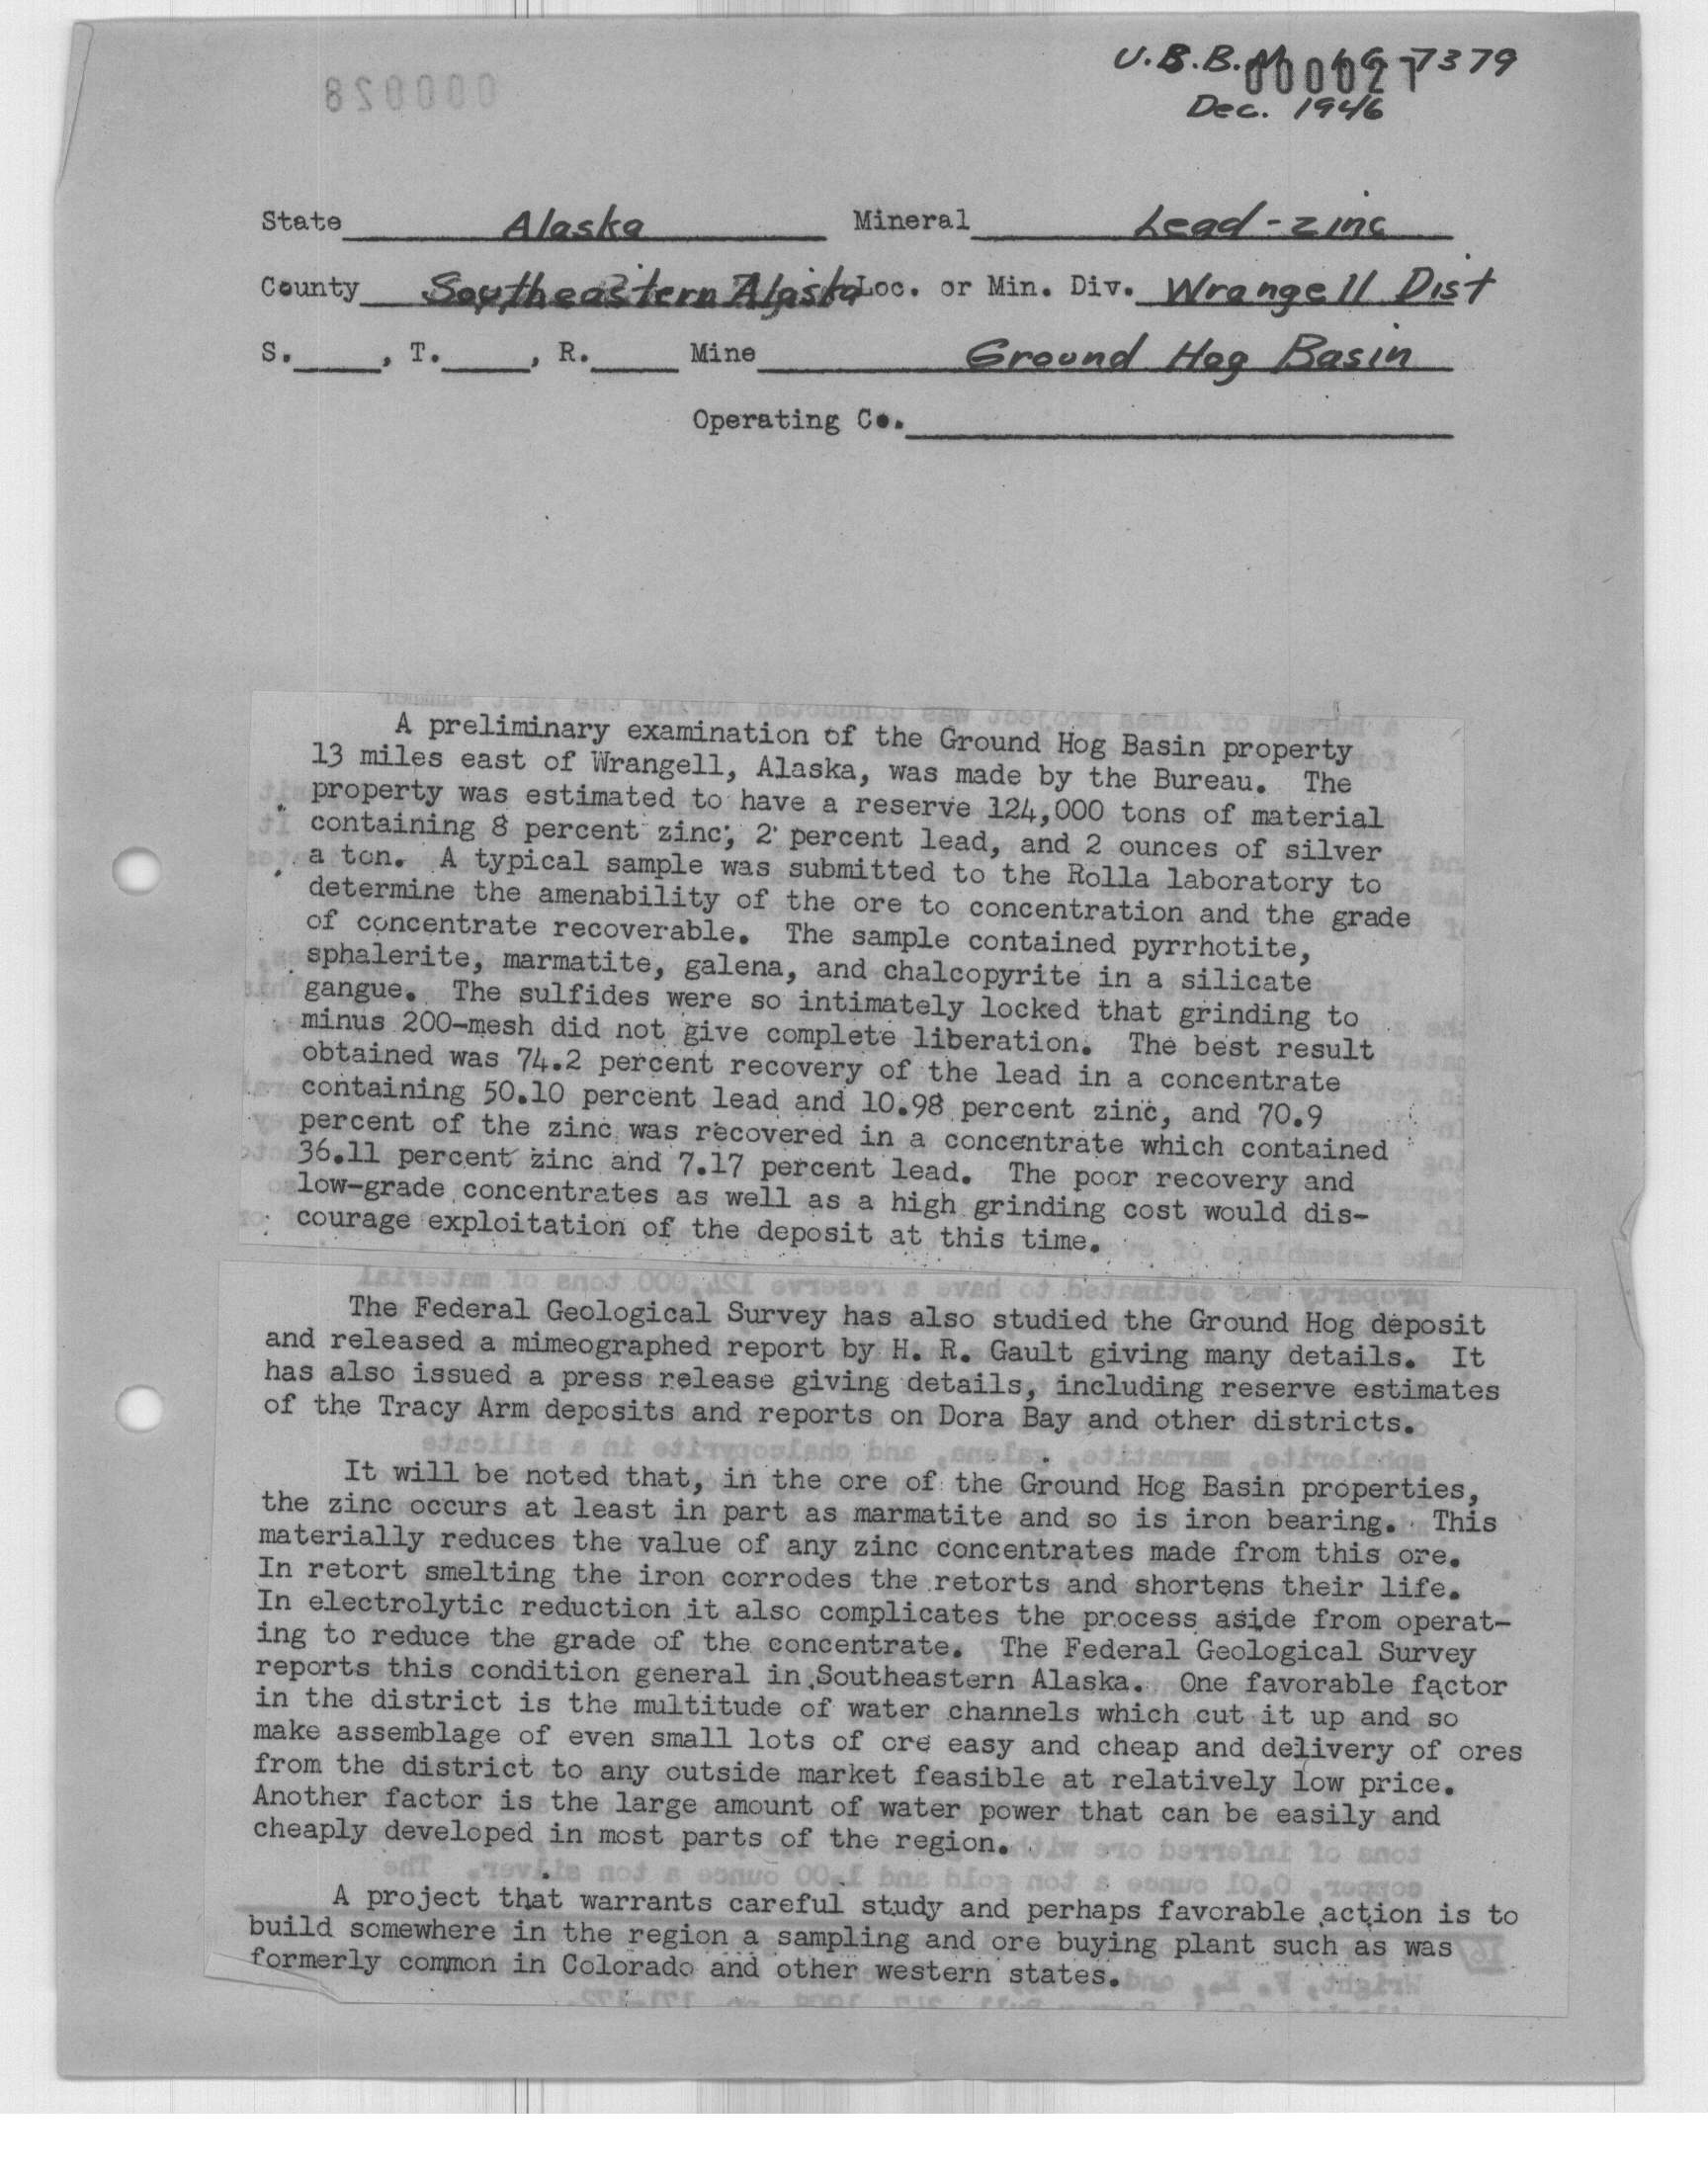 U.S.B.M. I.C. 7379
000027
Dec. 1946
000028
State Alaska Mineral Lead-zinc
County Southeastern Alaska Loc. or Min. Div. Wrangell Dist
S. , T. , R. Mine Ground Hog Basin
Operating Co.
A preliminary examination of the Ground Hog Basin property
13 miles east of Wrangell, Alaska, was made by the Bureau. The
property was estimated to have a reserve 124,000 tons of material
containing 8 percent zinc, 2 percent lead, and 2 ounces of silver
a ton. A typical sample was submitted to the Rolla laboratory to
determine the amenability of the ore to concentration and the grade
of concentrate recoverable. The sample contained pyrrhotite,
sphalerite, marmatite, galena, and chalcopyrite in a silicate
gangue. The sulfides were so intimately locked that grinding to
minus 200-mesh did not give complete liberation. The best result
obtained was 74.2 percent recovery of the lead in a concentrate
containing 50.10 percent lead and 10.98 percent zinc, and 70.9
percent of the zinc was recovered in a concentrate which contained
36.11 percent zinc and 7.17 percent lead. The poor recovery and
low-grade concentrates as well as a high grinding cost would dis-
courage exploitation of the deposit at this time.
The Federal Geological Survey has also studied the Ground Hog deposit
and released a mimeographed report by H. R. Gault giving many details. It
has also issued a press release giving details, including reserve estimates
of the Tracy Arm deposits and reports on Dora Bay and other districts.
It will be noted that, in the ore of the Ground Hog Basin properties,
the zinc occurs at least in part as marmatite and so is iron bearing. This
materially reduces the value of any zinc concentrates made from this ore.
In retort smelting the iron corrodes the retorts and shortens their life.
In electrolytic reduction it also complicates the process aside from operat-
ing to reduce the grade of the concentrate. The Federal Geological Survey
reports this condition general in Southeastern Alaska. One favorable factor
in the district is the multitude of water channels which cut it up and so
make assemblage of even small lots of ore easy and cheap and delivery of ores
from the district to any outside market feasible at relatively low price.
Another factor is the large amount of water power that can be easily and
cheaply developed in most parts of the region.
A project that warrants careful study and perhaps favorable action is to
build somewhere in the region a sampling and ore buying plant such as was
formerly common in Colorado and other western states.